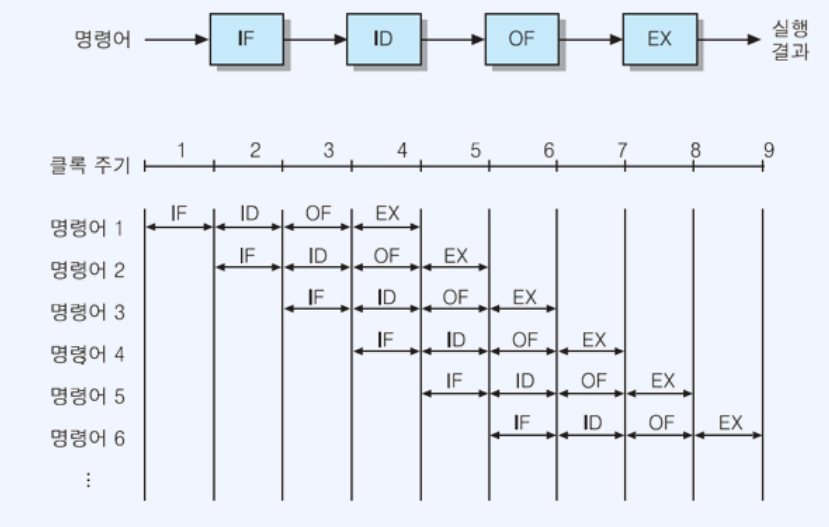 명령어 IF ID OF EX 실행
결과
클록 주기 1 2 3 4 5 6 7 8 9
명령어 1 IF ID OF EX
명령어 2 IF ID OF EX
명령어 3 IF ID OF EX
명령어 4 IF ID OF EX
명령어 5 IF ID OF EX
명령어 6 IF ID OF EX
⋮